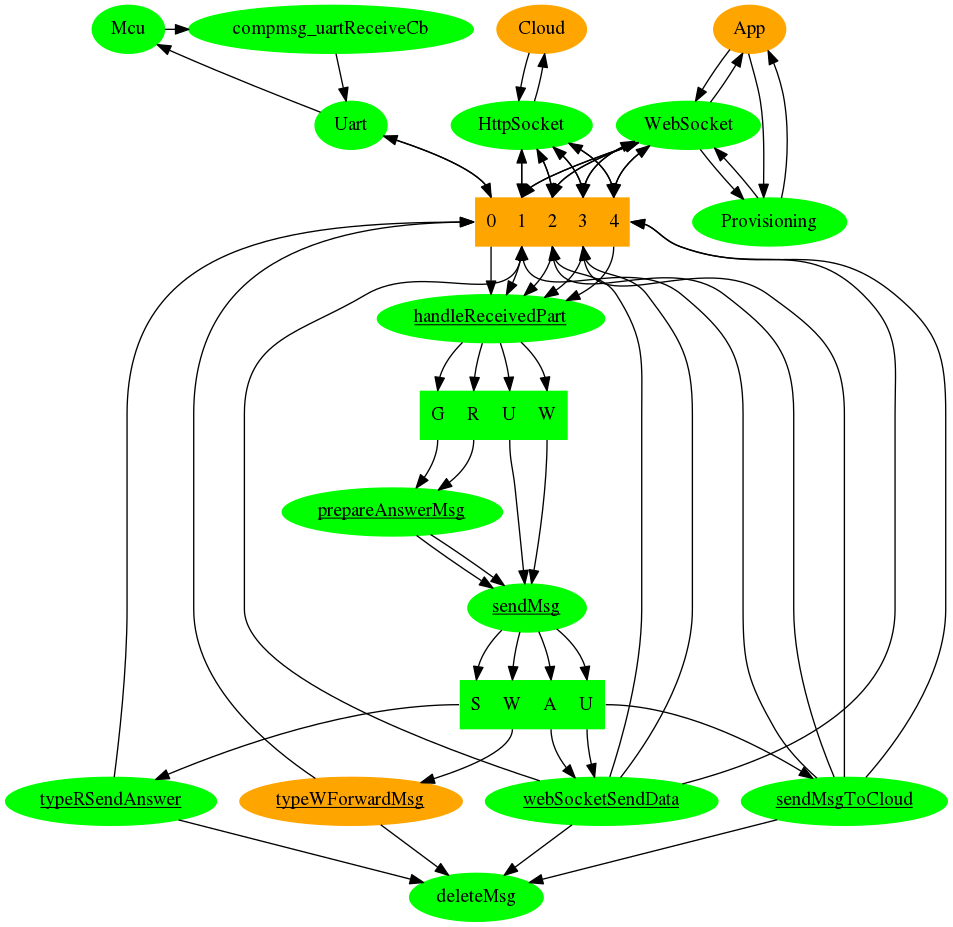 Mcu compmsg_uartReceiveCb Cloud App
Uart HttpSocket WebSocket
0 1 2 3 4 Provisioning
handleReceivedPart
G R U W
prepareAnswerMsg
sendMsg
S W A U
typeRSendAnswer typeWForwardMsg webSocketSendData sendMsgToCloud
deleteMsg